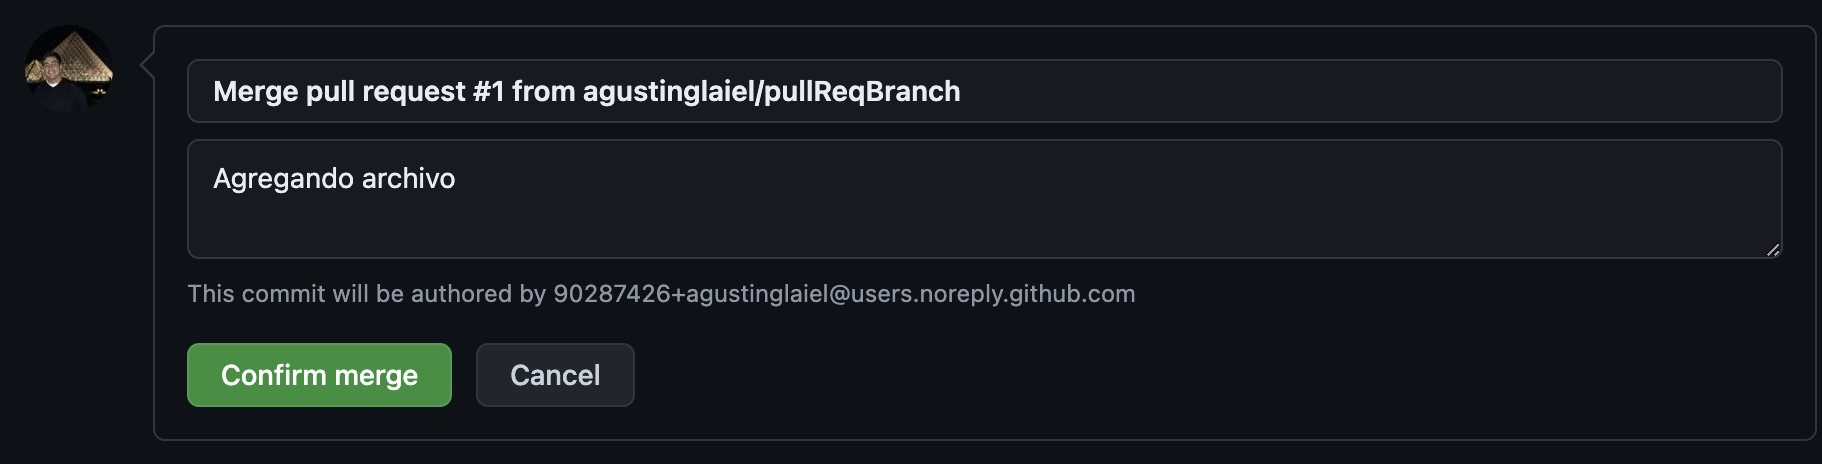 Merge pull request #1 from agustinglaiel/pullReqBranch
Agregando archivo
This commit will be authored by 90287426+agustinglaiel@users.noreply.github.com
Confirm merge
Cancel